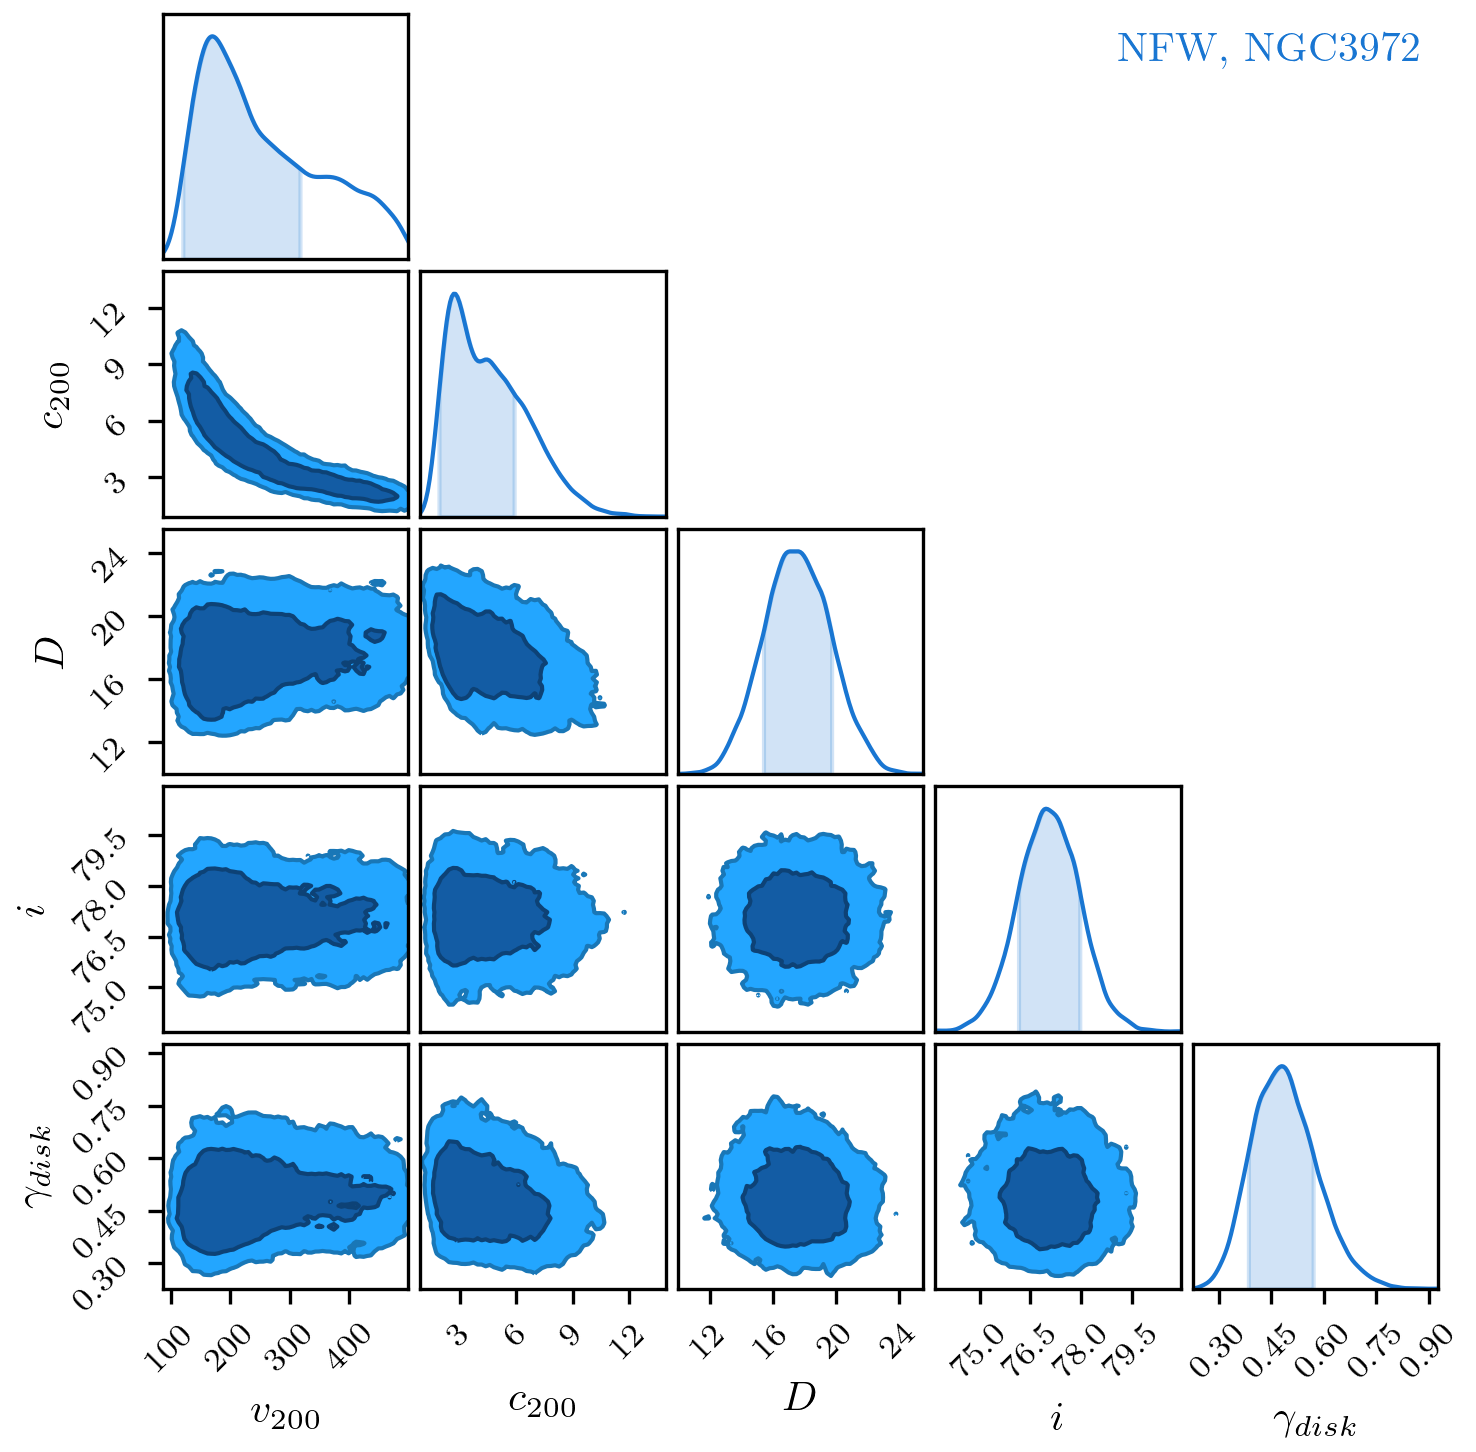 NFW, NGC3972
c₂₀₀
12
9
6
3
D
24
20
16
12
i
79.5
78.0
76.5
75.0
γ_disk
0.90
0.75
0.60
0.45
0.30
100 200 300 400
3 6 9 12
12 16 20 24
75.0 76.5 78.0 79.5
0.30 0.45 0.60 0.75 0.90
v₂₀₀
c₂₀₀
D
i
γ_disk